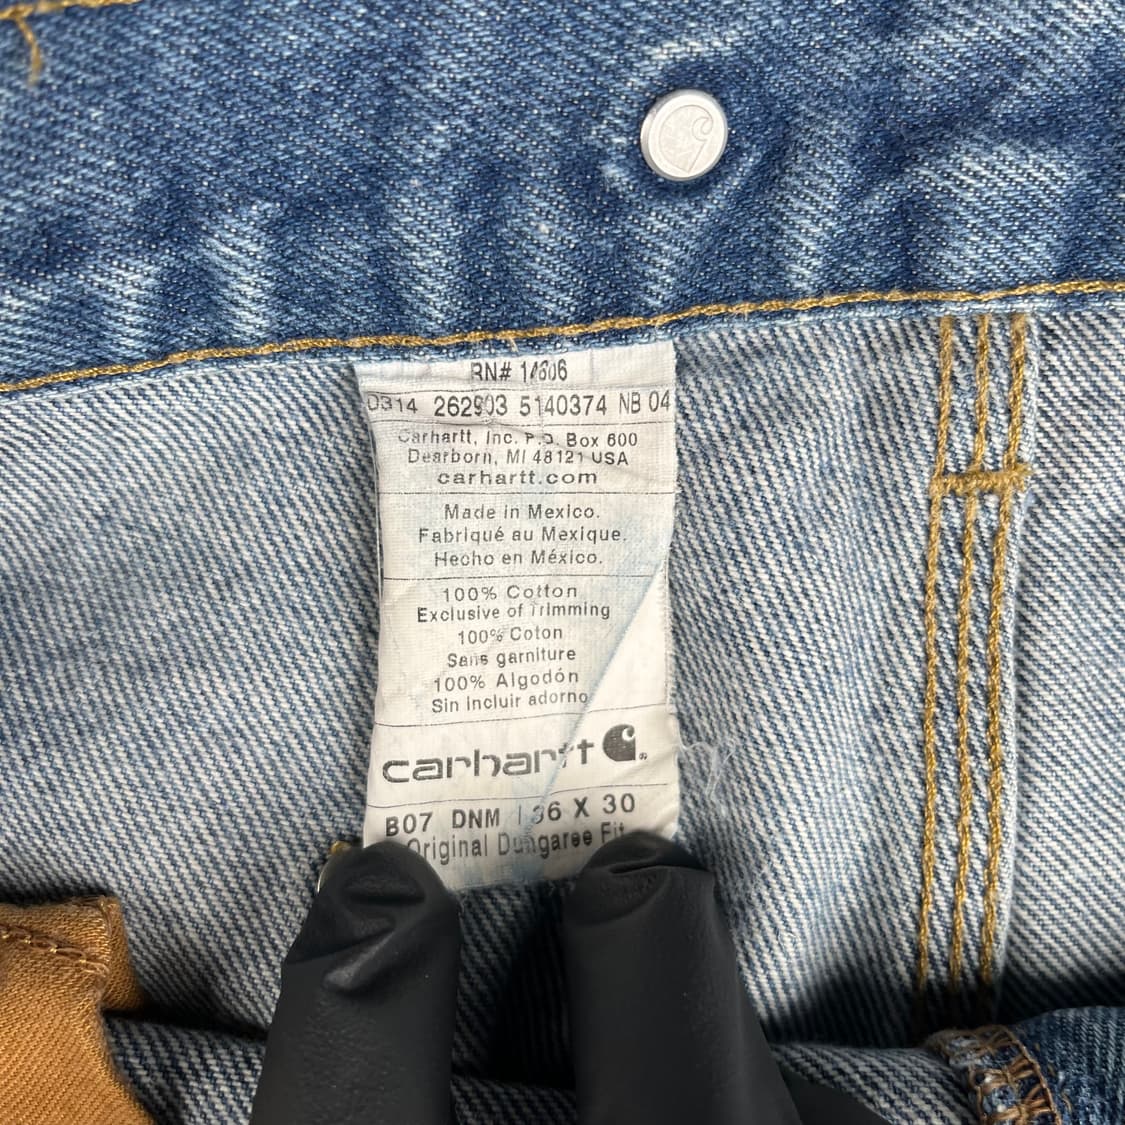 RN# 14806
0314 262903 5140374 NB 04
Carhartt, Inc. P.O. Box 600
Dearborn, MI 48121 USA
carhartt.com
Made in Mexico.
Fabriqué au Mexique.
Hecho en México.
100% Cotton
Exclusive of Trimming
100% Coton
Sans garniture
100% Algodón
Sin Incluir adorno
carhartt
B07 DNM 36 X 30
Original Dungaree Fit